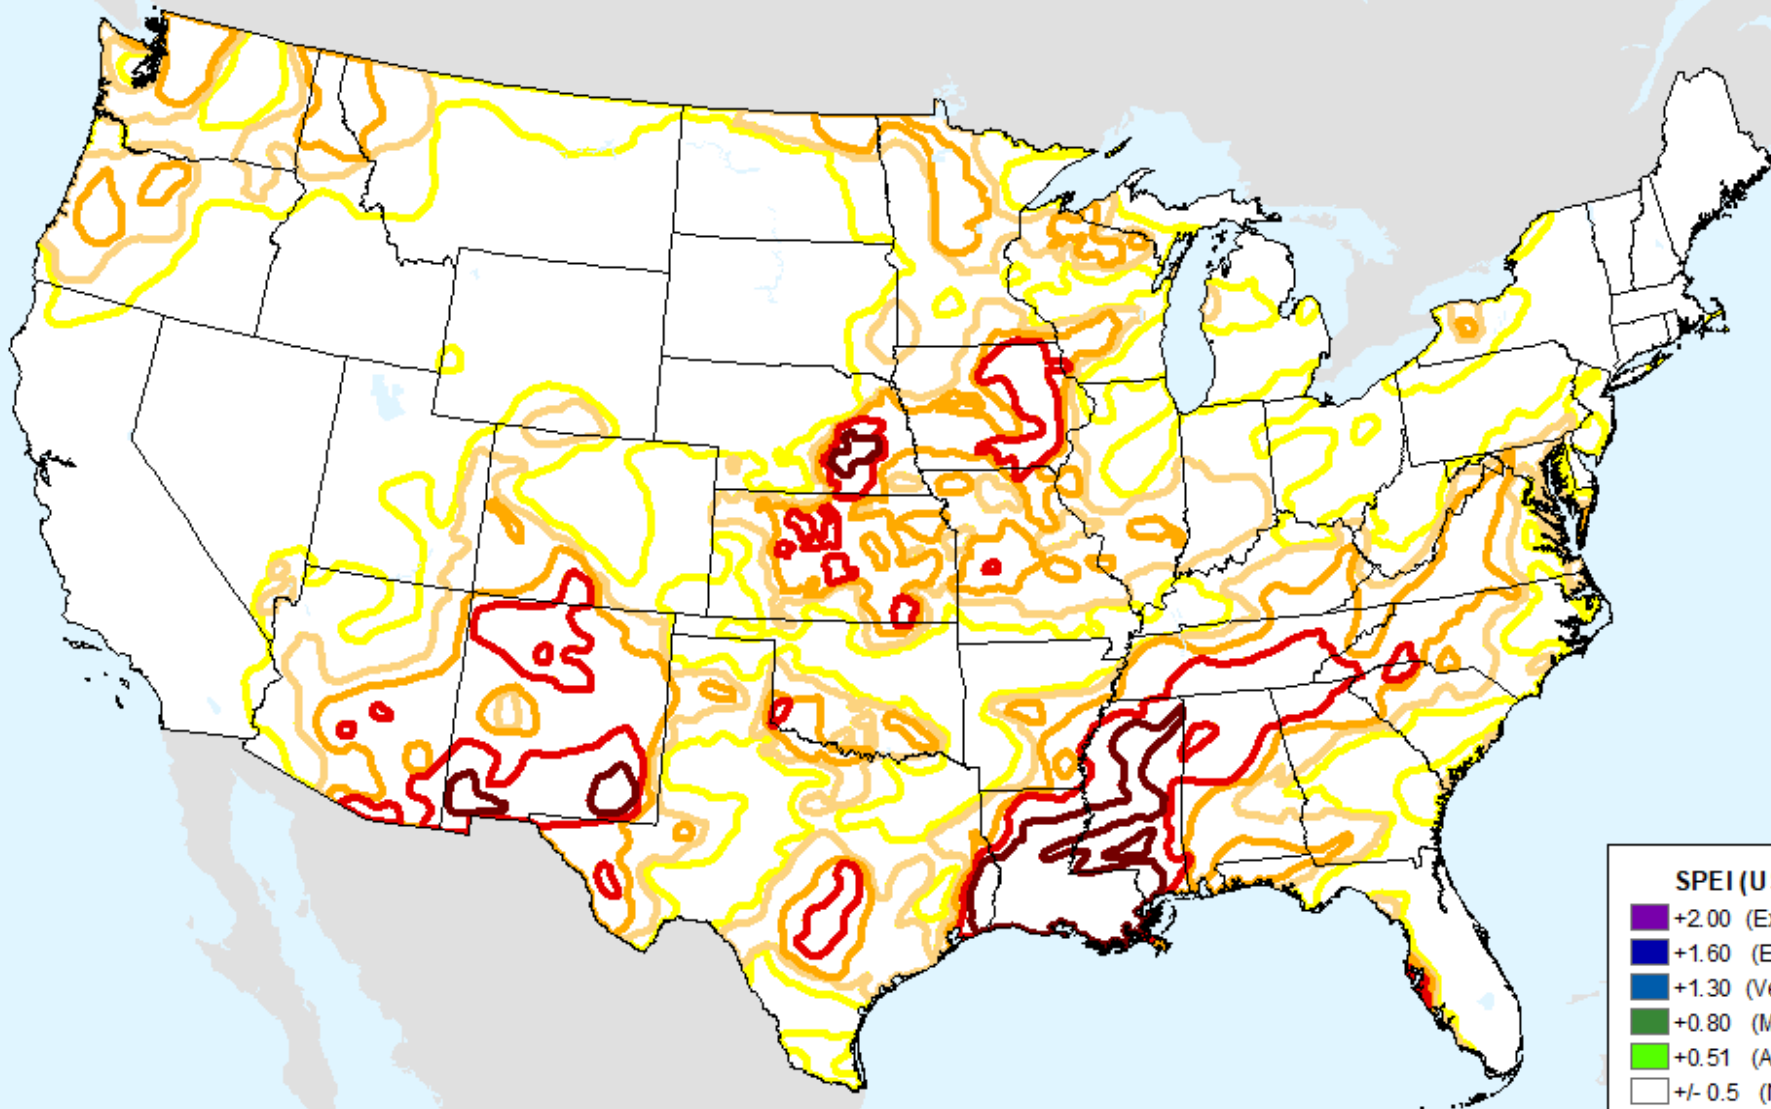 SPEI (U
+2.00 (Ex
+1.60 (E
+1.30 (Ve
+0.80 (M
+0.51 (A
+/- 0.5 (N